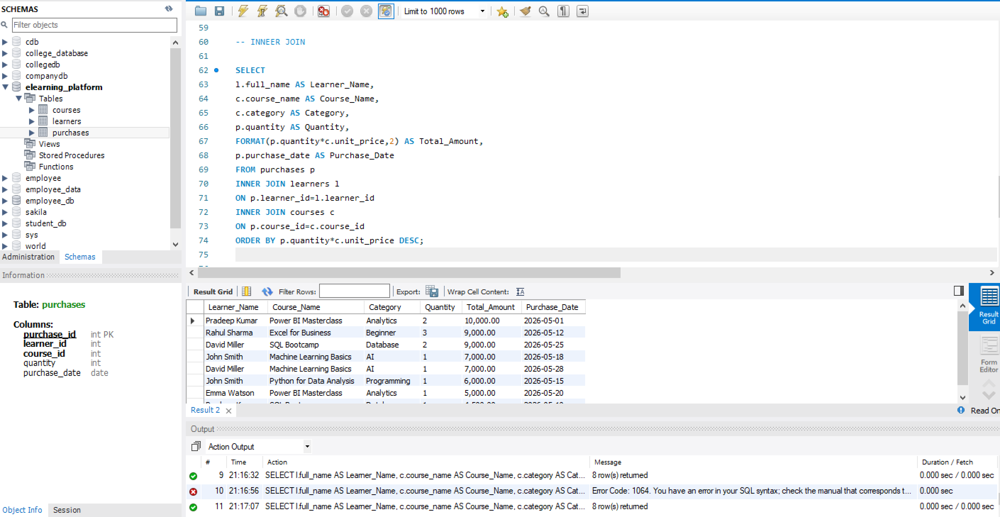 SCHEMAS
Filter objects
cdb
college_database
collegedb
companydb
elearning_platform
Tables
courses
learners
purchases
Views
Stored Procedures
Functions
employee
employee_data
employee_db
sakila
student_db
sys
world
Administration Schemas
Information
Table: purchases
Columns:
purchase_id int PK
learner_id int
course_id int
quantity int
purchase_date date
Object Info Session
Limit to 1000 rows
59
60 -- INNEER JOIN
61
62 SELECT
63 l.full_name AS Learner_Name,
64 c.course_name AS Course_Name,
65 c.category AS Category,
66 p.quantity AS Quantity,
67 FORMAT(p.quantity*c.unit_price,2) AS Total_Amount,
68 p.purchase_date AS Purchase_Date
69 FROM purchases p
70 INNER JOIN learners l
71 ON p.learner_id=l.learner_id
72 INNER JOIN courses c
73 ON p.course_id=c.course_id
74 ORDER BY p.quantity*c.unit_price DESC;
75
Result Grid Filter Rows: Export: Wrap Cell Content:
Learner_Name Course_Name Category Quantity Total_Amount Purchase_Date
Pradeep Kumar Power BI Masterclass Analytics 2 10,000.00 2026-05-01
Rahul Sharma Excel for Business Beginner 3 9,000.00 2026-05-12
David Miller SQL Bootcamp Database 2 9,000.00 2026-05-25
John Smith Machine Learning Basics AI 1 7,000.00 2026-05-18
David Miller Machine Learning Basics AI 1 7,000.00 2026-05-28
John Smith Python for Data Analysis Programming 1 6,000.00 2026-05-15
Emma Watson Power BI Masterclass Analytics 1 5,000.00 2026-05-20
Result Grid
Form Editor
Result 2
Read On
Output
Action Output
# Time Action Message Duration / Fetch
9 21:16:32 SELECT l.full_name AS Learner_Name, c.course_name AS Course_Name, c.category AS Cat... 8 row(s) returned 0.000 sec / 0.000 sec
10 21:16:56 SELECT l.full_name AS Learner_Name, c.course_name AS Course_Name, c.category AS Cat... Error Code: 1064. You have an error in your SQL syntax; check the manual that corresponds t... 0.000 sec
11 21:17:07 SELECT l.full_name AS Learner_Name, c.course_name AS Course_Name, c.category AS Cat... 8 row(s) returned 0.000 sec / 0.000 sec